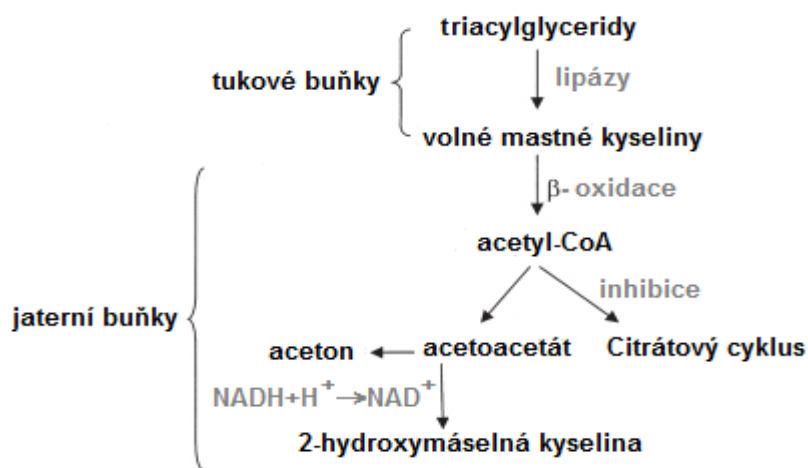 triacylglyceridy
tukové buňky
lipázy
volné mastné kyseliny
β- oxidace
acetyl-CoA
inhibice
jaterní buňky
aceton
acetoacetát
Citrátový cyklus
NADH+H⁺→NAD⁺
2-hydroxymáselná kyselina